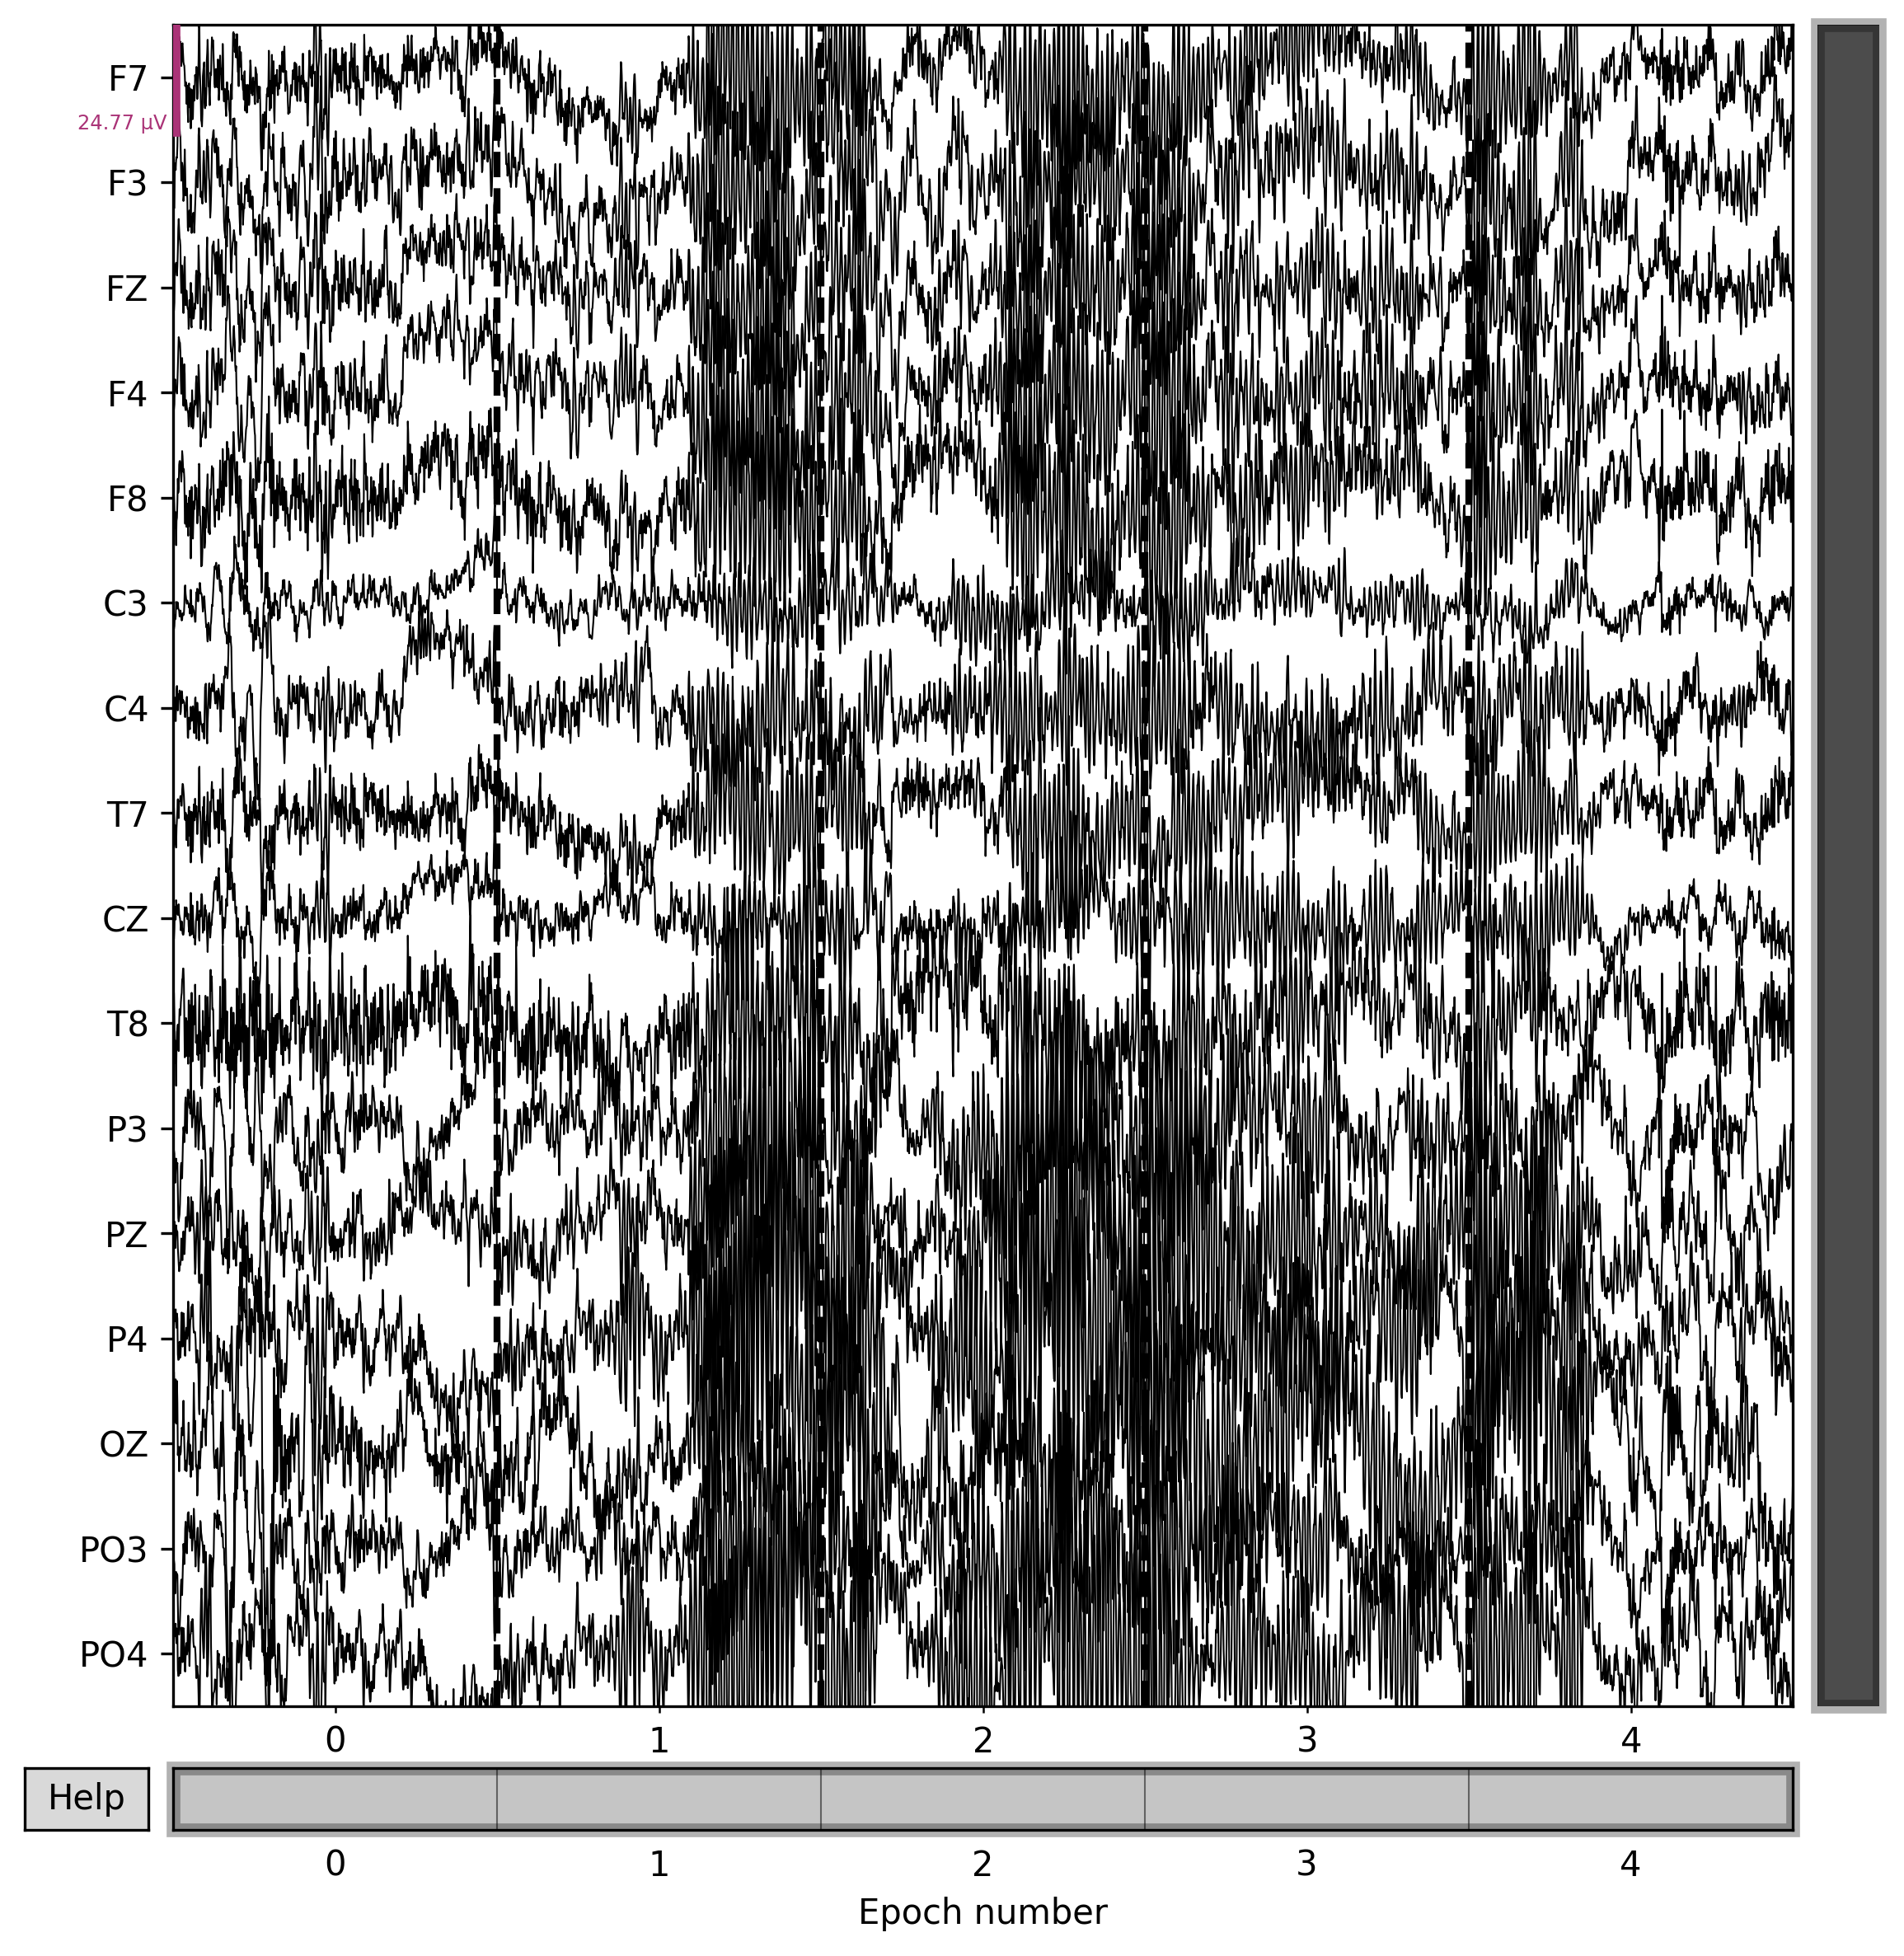 F7
24.77 µV
F3
FZ
F4
F8
C3
C4
T7
CZ
T8
P3
PZ
P4
OZ
PO3
PO4
0 1 2 3 4
Help
0 1 2 3 4
Epoch number